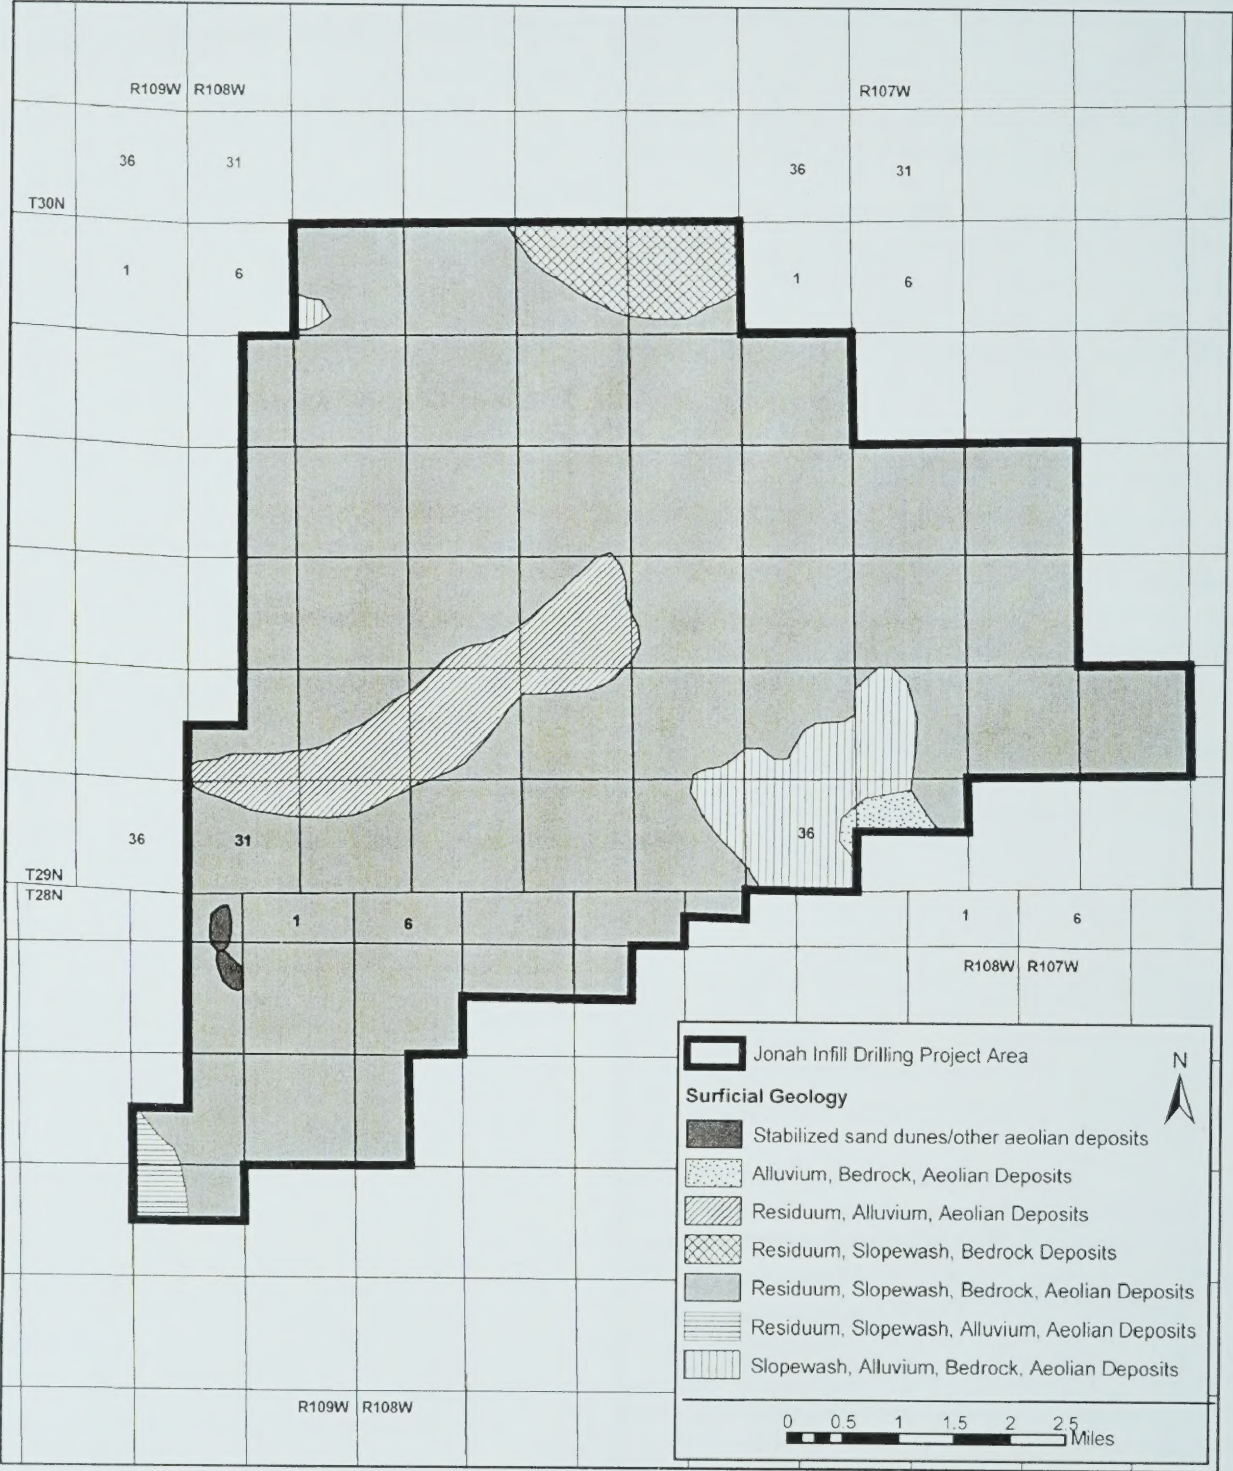 R109W R108W
R107W
36
31
36
31
T30N
1
6
1
6
36
31
36
T29N
T28N
1
6
1
6
R108W R107W
Jonah Infill Drilling Project Area
N
Surficial Geology
Stabilized sand dunes/other aeolian deposits
Alluvium, Bedrock, Aeolian Deposits
Residuum, Alluvium, Aeolian Deposits
Residuum, Slopewash, Bedrock Deposits
Residuum, Slopewash, Bedrock, Aeolian Deposits
Residuum, Slopewash, Alluvium, Aeolian Deposits
Slopewash, Alluvium, Bedrock, Aeolian Deposits
R109W R108W
0 0.5 1 1.5 2 2.5
Miles